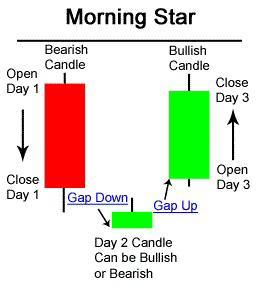 Morning Star
Bearish
Candle
Bullish
Candle
Open
Day 1
Close
Day 3
Close
Day 1
Open
Day 3
Gap Down
Gap Up
Day 2 Candle
Can be Bullish
or Bearish